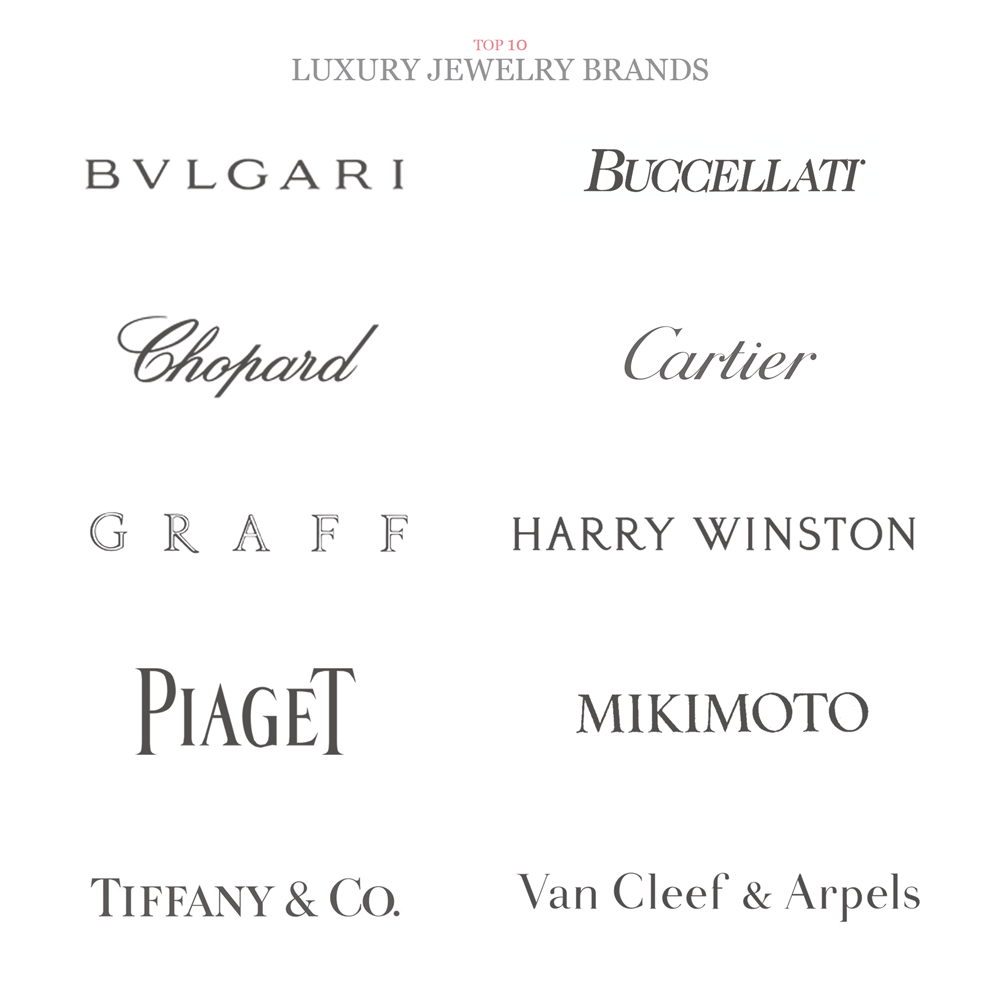 TOP 10
LUXURY JEWELRY BRANDS
BVLGARI
BUCCELLATI
Chopard
Cartier
GRAFF
HARRY WINSTON
PIAGET
MIKIMOTO
TIFFANY & CO.
Van Cleef & Arpels